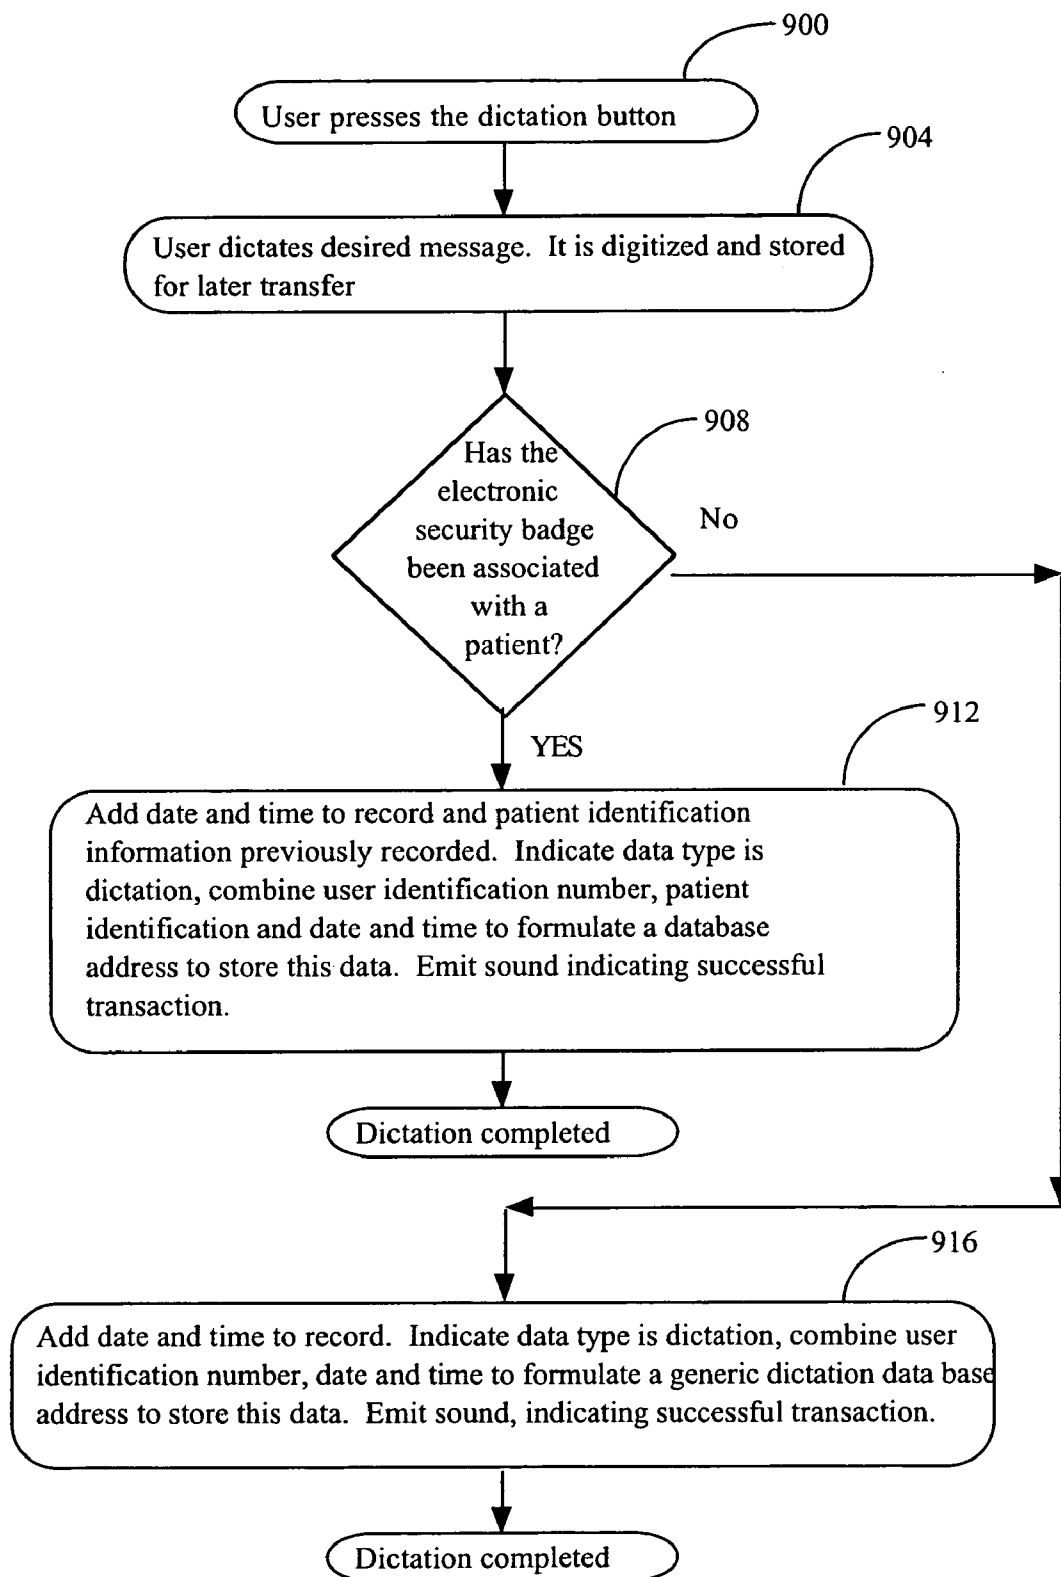 900
User presses the dictation button
904
User dictates desired message.  It is digitized and stored
for later transfer
908
Has the
electronic
security badge
been associated
with a
patient?
No
YES
912
Add date and time to record and patient identification
information previously recorded.  Indicate data type is
dictation, combine user identification number, patient
identification and date and time to formulate a database
address to store this data.  Emit sound indicating successful
transaction.
Dictation completed
916
Add date and time to record.  Indicate data type is dictation, combine user
identification number, date and time to formulate a generic dictation data base
address to store this data.  Emit sound, indicating successful transaction.
Dictation completed